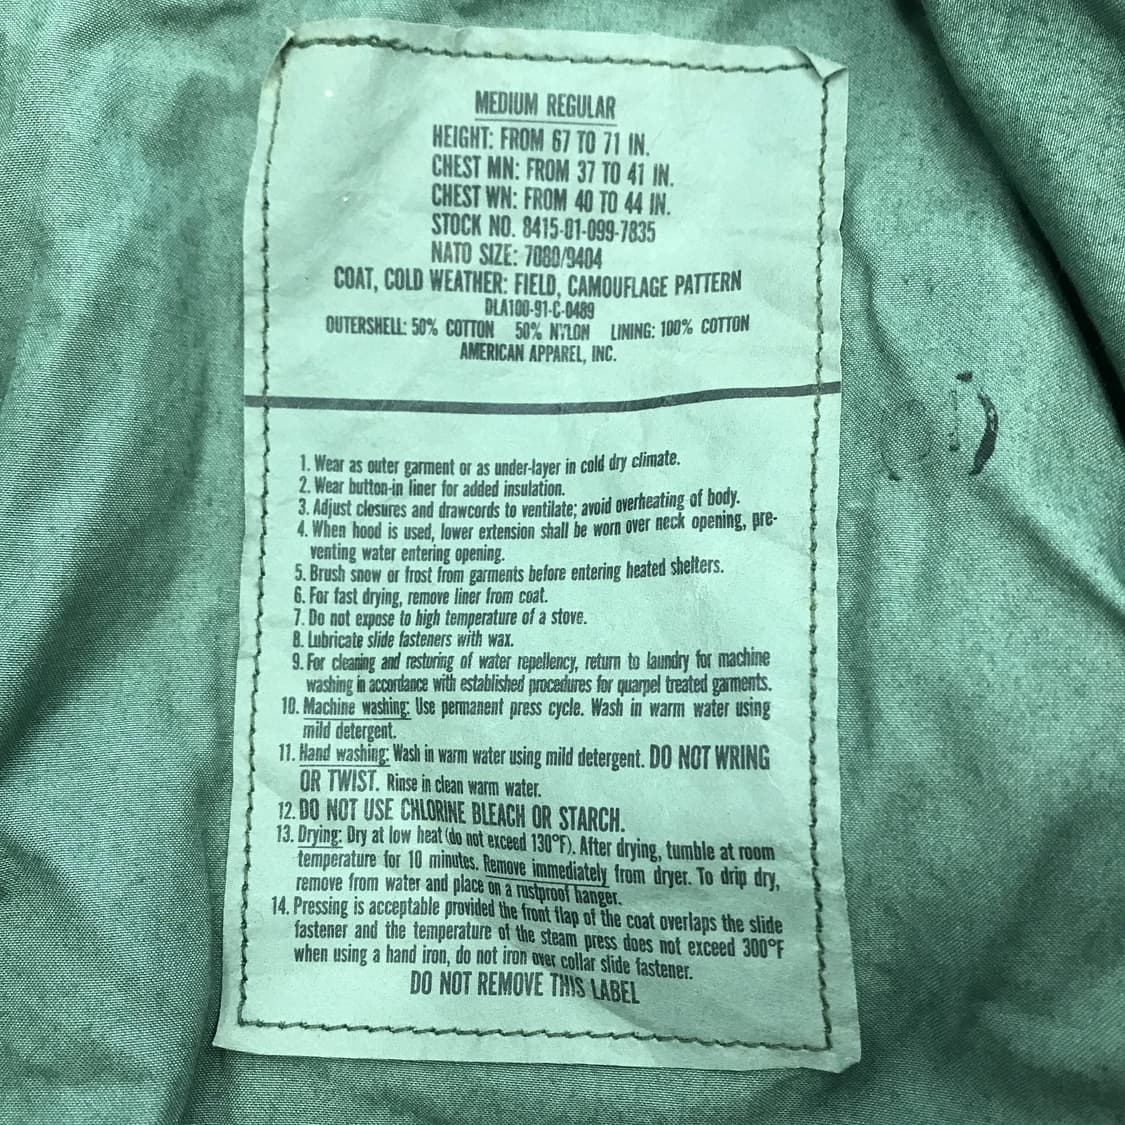 MEDIUM REGULAR
HEIGHT: FROM 67 TO 71 IN.
CHEST MN: FROM 37 TO 41 IN.
CHEST WN: FROM 40 TO 44 IN.
STOCK NO. 8415-01-099-7835
NATO SIZE: 7080/9404
COAT, COLD WEATHER: FIELD, CAMOUFLAGE PATTERN
DLA100-91-C-0489
OUTERSHELL: 50% COTTON 50% NYLON LINING: 100% COTTON
AMERICAN APPAREL, INC.
1. Wear as outer garment or as under-layer in cold dry climate.
2. Wear button-in liner for added insulation.
3. Adjust closures and drawcords to ventilate; avoid overheating of body.
4. When hood is used, lower extension shall be worn over neck opening, pre-
venting water entering opening.
5. Brush snow or frost from garments before entering heated shelters.
6. For fast drying, remove liner from coat.
7. Do not expose to high temperature of a stove.
8. Lubricate slide fasteners with wax.
9. For cleaning and restoring of water repellency, return to laundry for machine
washing in accordance with established procedures for quarpel treated garments.
10. Machine washing: Use permanent press cycle. Wash in warm water using
mild detergent.
11. Hand washing: Wash in warm water using mild detergent. DO NOT WRING
OR TWIST. Rinse in clean warm water.
12. DO NOT USE CHLORINE BLEACH OR STARCH.
13. Drying: Dry at low heat (do not exceed 130°F). After drying, tumble at room
temperature for 10 minutes. Remove immediately from dryer. To drip dry,
remove from water and place on a rustproof hanger.
14. Pressing is acceptable provided the front flap of the coat overlaps the slide
fastener and the temperature of the steam press does not exceed 300°F
when using a hand iron, do not iron over collar slide fastener.
DO NOT REMOVE THIS LABEL